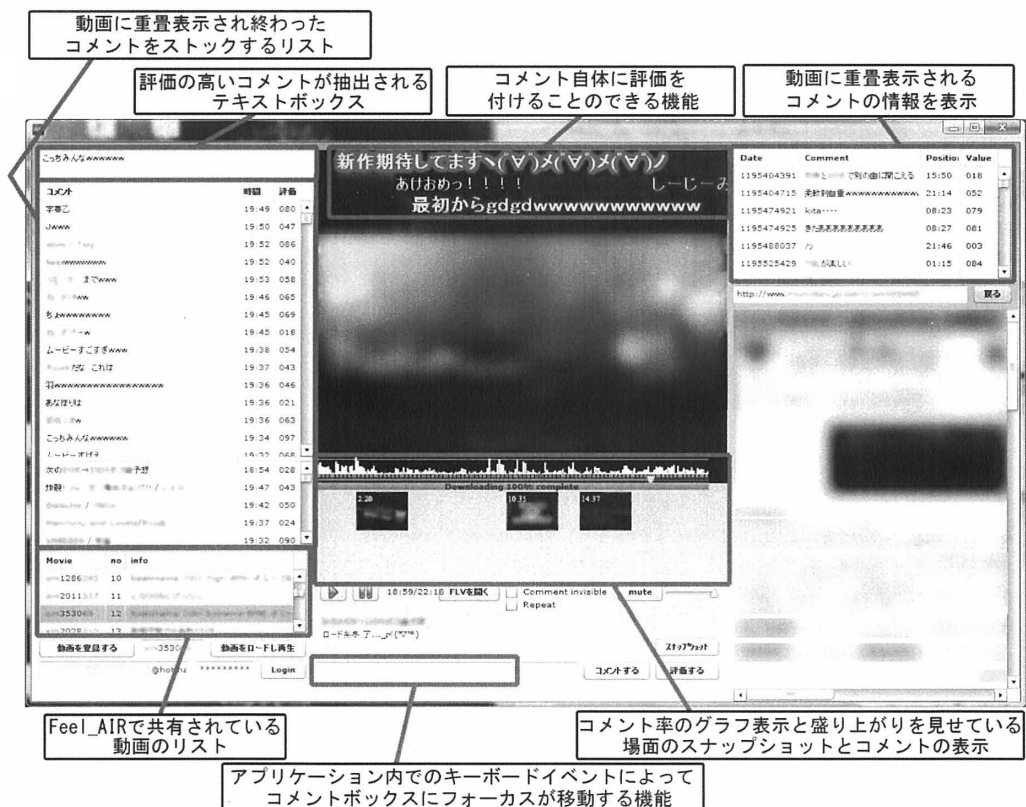 動画に重畳表示され終わった
コメントをストックするリスト
評価の高いコメントが抽出される
テキストボックス
コメント自体に評価を
付けることのできる機能
動画に重畳表示される
コメントの情報を表示
こっちみんなwwwwww
コメント 時間 評価
字幕乙 19:49 080
Jwww 19:50 047
19:52 086
19:52 040
までwww 19:53 058
19:46 065
ちょwwwwwwwww 19:45 069
19:45 018
ムービーすごすぎwww 19:38 054
だな これは 19:37 043
羽wwwwwwwwwwwwwwwww 19:36 046
あなほりは 19:36 021
19:36 063
こっちみんなwwwwww 19:34 097
ムービーすげえ 19:32 068
次の 予想 18:54 028
炸裂! 19:47 043
19:42 050
19:37 024
19:32 090
Movie no info
1286 10
2011 11
3530 12
2028 13
動画を登録する 3530 動画をロードし再生
@hot ********* Login
新作期待してますヽ(´∀`)メ(´∀`)メ(´∀`)ノ
あけおめっ!!!! しーじーみ
最初からgdgdwwwwwwwwwww
Downloading 100% complete
2:20 10:35 14:37
18:59/22:18 FLVを開く Comment invisible mute
Repeat
スナップショット
コメントする 評価する
Date Comment Position Value
1195404391 と で別の曲に聞こえる 15:50 018
1195404715 柔軟剤自重wwwwwwwwwww 21:14 052
1195474921 kita---- 08:23 079
1195474925 きたあああああああああ 08:27 081
1195488037 21:46 003
1195525429 が楽しい 01:15 084
http://www. 戻る
Feel_AIRで共有されている
動画のリスト
アプリケーション内でのキーボードイベントによって
コメントボックスにフォーカスが移動する機能
コメント率のグラフ表示と盛り上がりを見せている
場面のスナップショットとコメントの表示